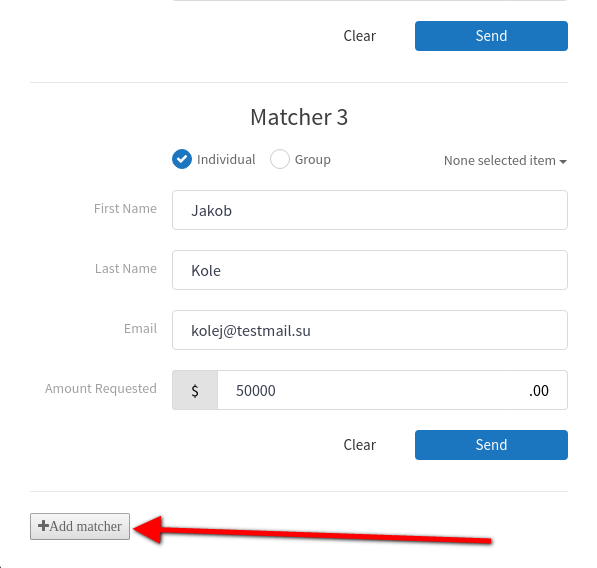 Clear Send
Matcher 3
Individual Group None selected item
First Name Jakob
Last Name Kole
Email kolej@testmail.su
Amount Requested $ 50000 .00
Clear Send
+Add matcher